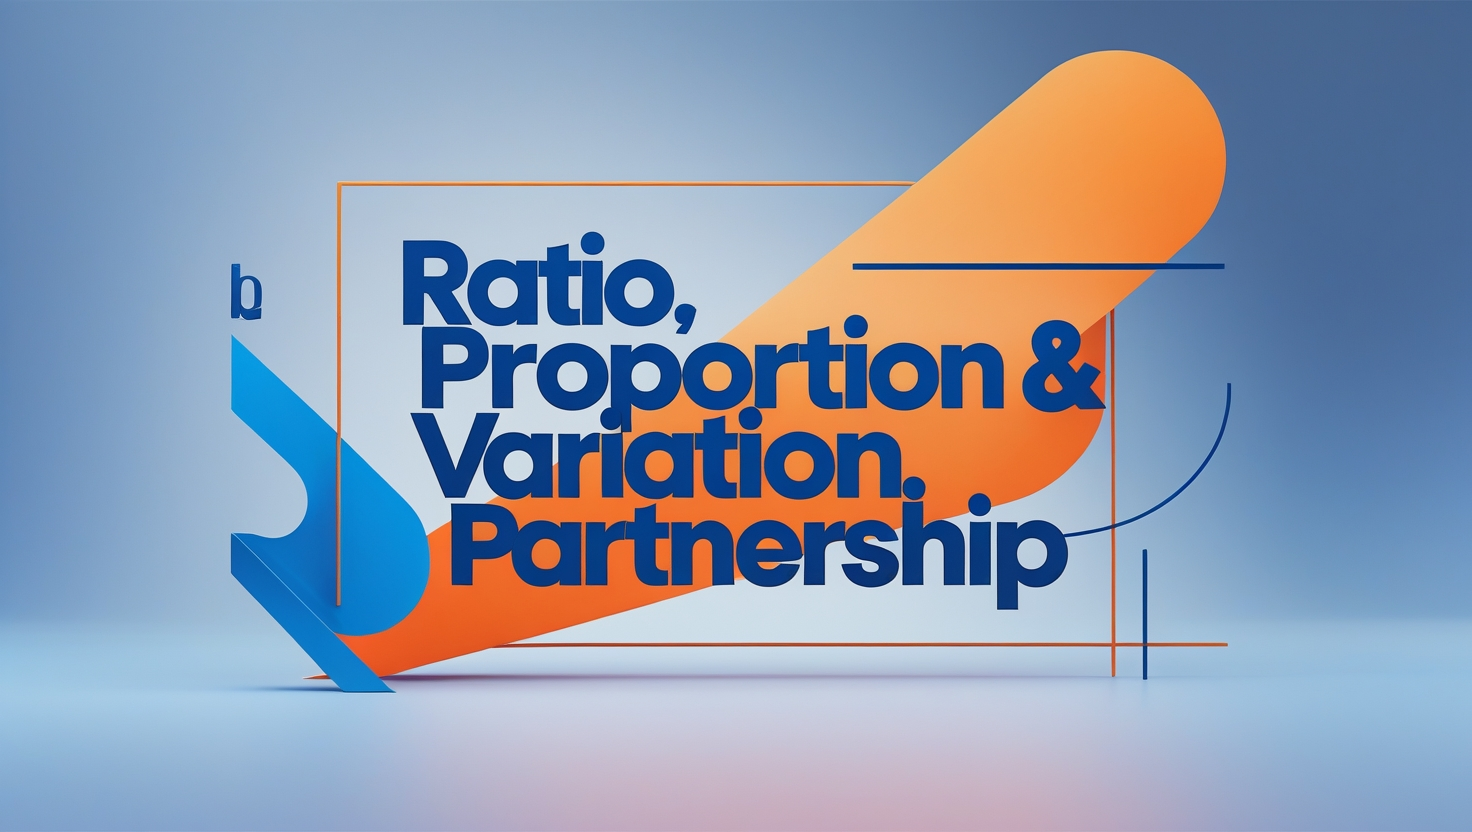 Ratio,
Proportion &
Variation.
Partnership